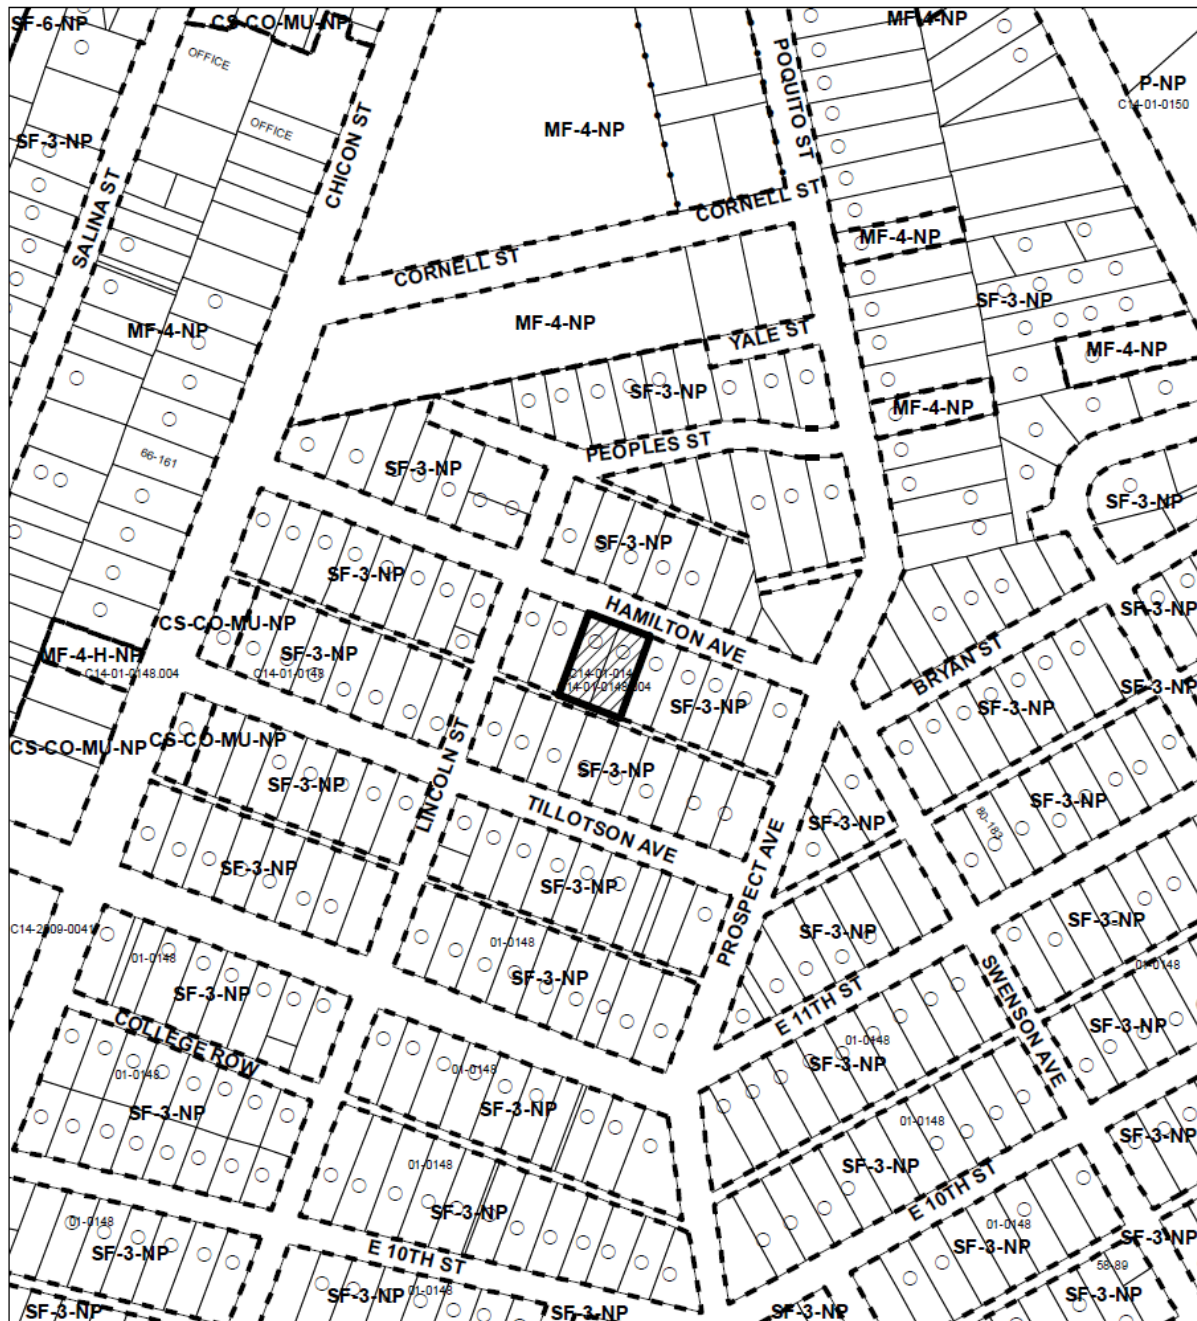 SF-6-NP
CS-CO-MU-NP
MF-4-NP
OFFICE
P-NP
C14-01-0150
POQUITO ST
OFFICE
MF-4-NP
SF-3-NP
CHICON ST
SALINA ST
CORNELL ST
MF-4-NP
CORNELL ST
SF-3-NP
MF-4-NP
MF-4-NP
YALE ST
MF-4-NP
SF-3-NP
MF-4-NP
PEOPLES ST
66-161
SF-3-NP
SF-3-NP
SF-3-NP
SF-3-NP
HAMILTON AVE
SF-3-NP
CS-CO-MU-NP
SF-3-NP
MF-4-H-NP
C14-01-0148.004
C14-01-0148
BRYAN ST
SF-3-NP
SF-3-NP
SF-3-NP
CS-CO-MU-NP
CS-CO-MU-NP
LINCOLN ST
SF-3-NP
SF-3-NP
TILLOTSON AVE
SF-3-NP
80-183
SF-3-NP
PROSPECT AVE
SF-3-NP
SF-3-NP
SF-3-NP
C14-2009-0041
01-0148
01-0148
SF-3-NP
01-0148
SF-3-NP
SF-3-NP
E 11TH ST
SWENSON AVE
COLLEGE ROW
SF-3-NP
01-0148
SF-3-NP
01-0148
01-0148
SF-3-NP
SF-3-NP
01-0148
SF-3-NP
01-0148
SF-3-NP
SF-3-NP
E 10TH ST
01-0148
SF-3-NP
01-0148
SF-3-NP
SF-3-NP
E 10TH ST
58-89
SF-3-NP
01-0148
SF-3-NP
SF-3-NP
SF-3-NP
SF-3-NP